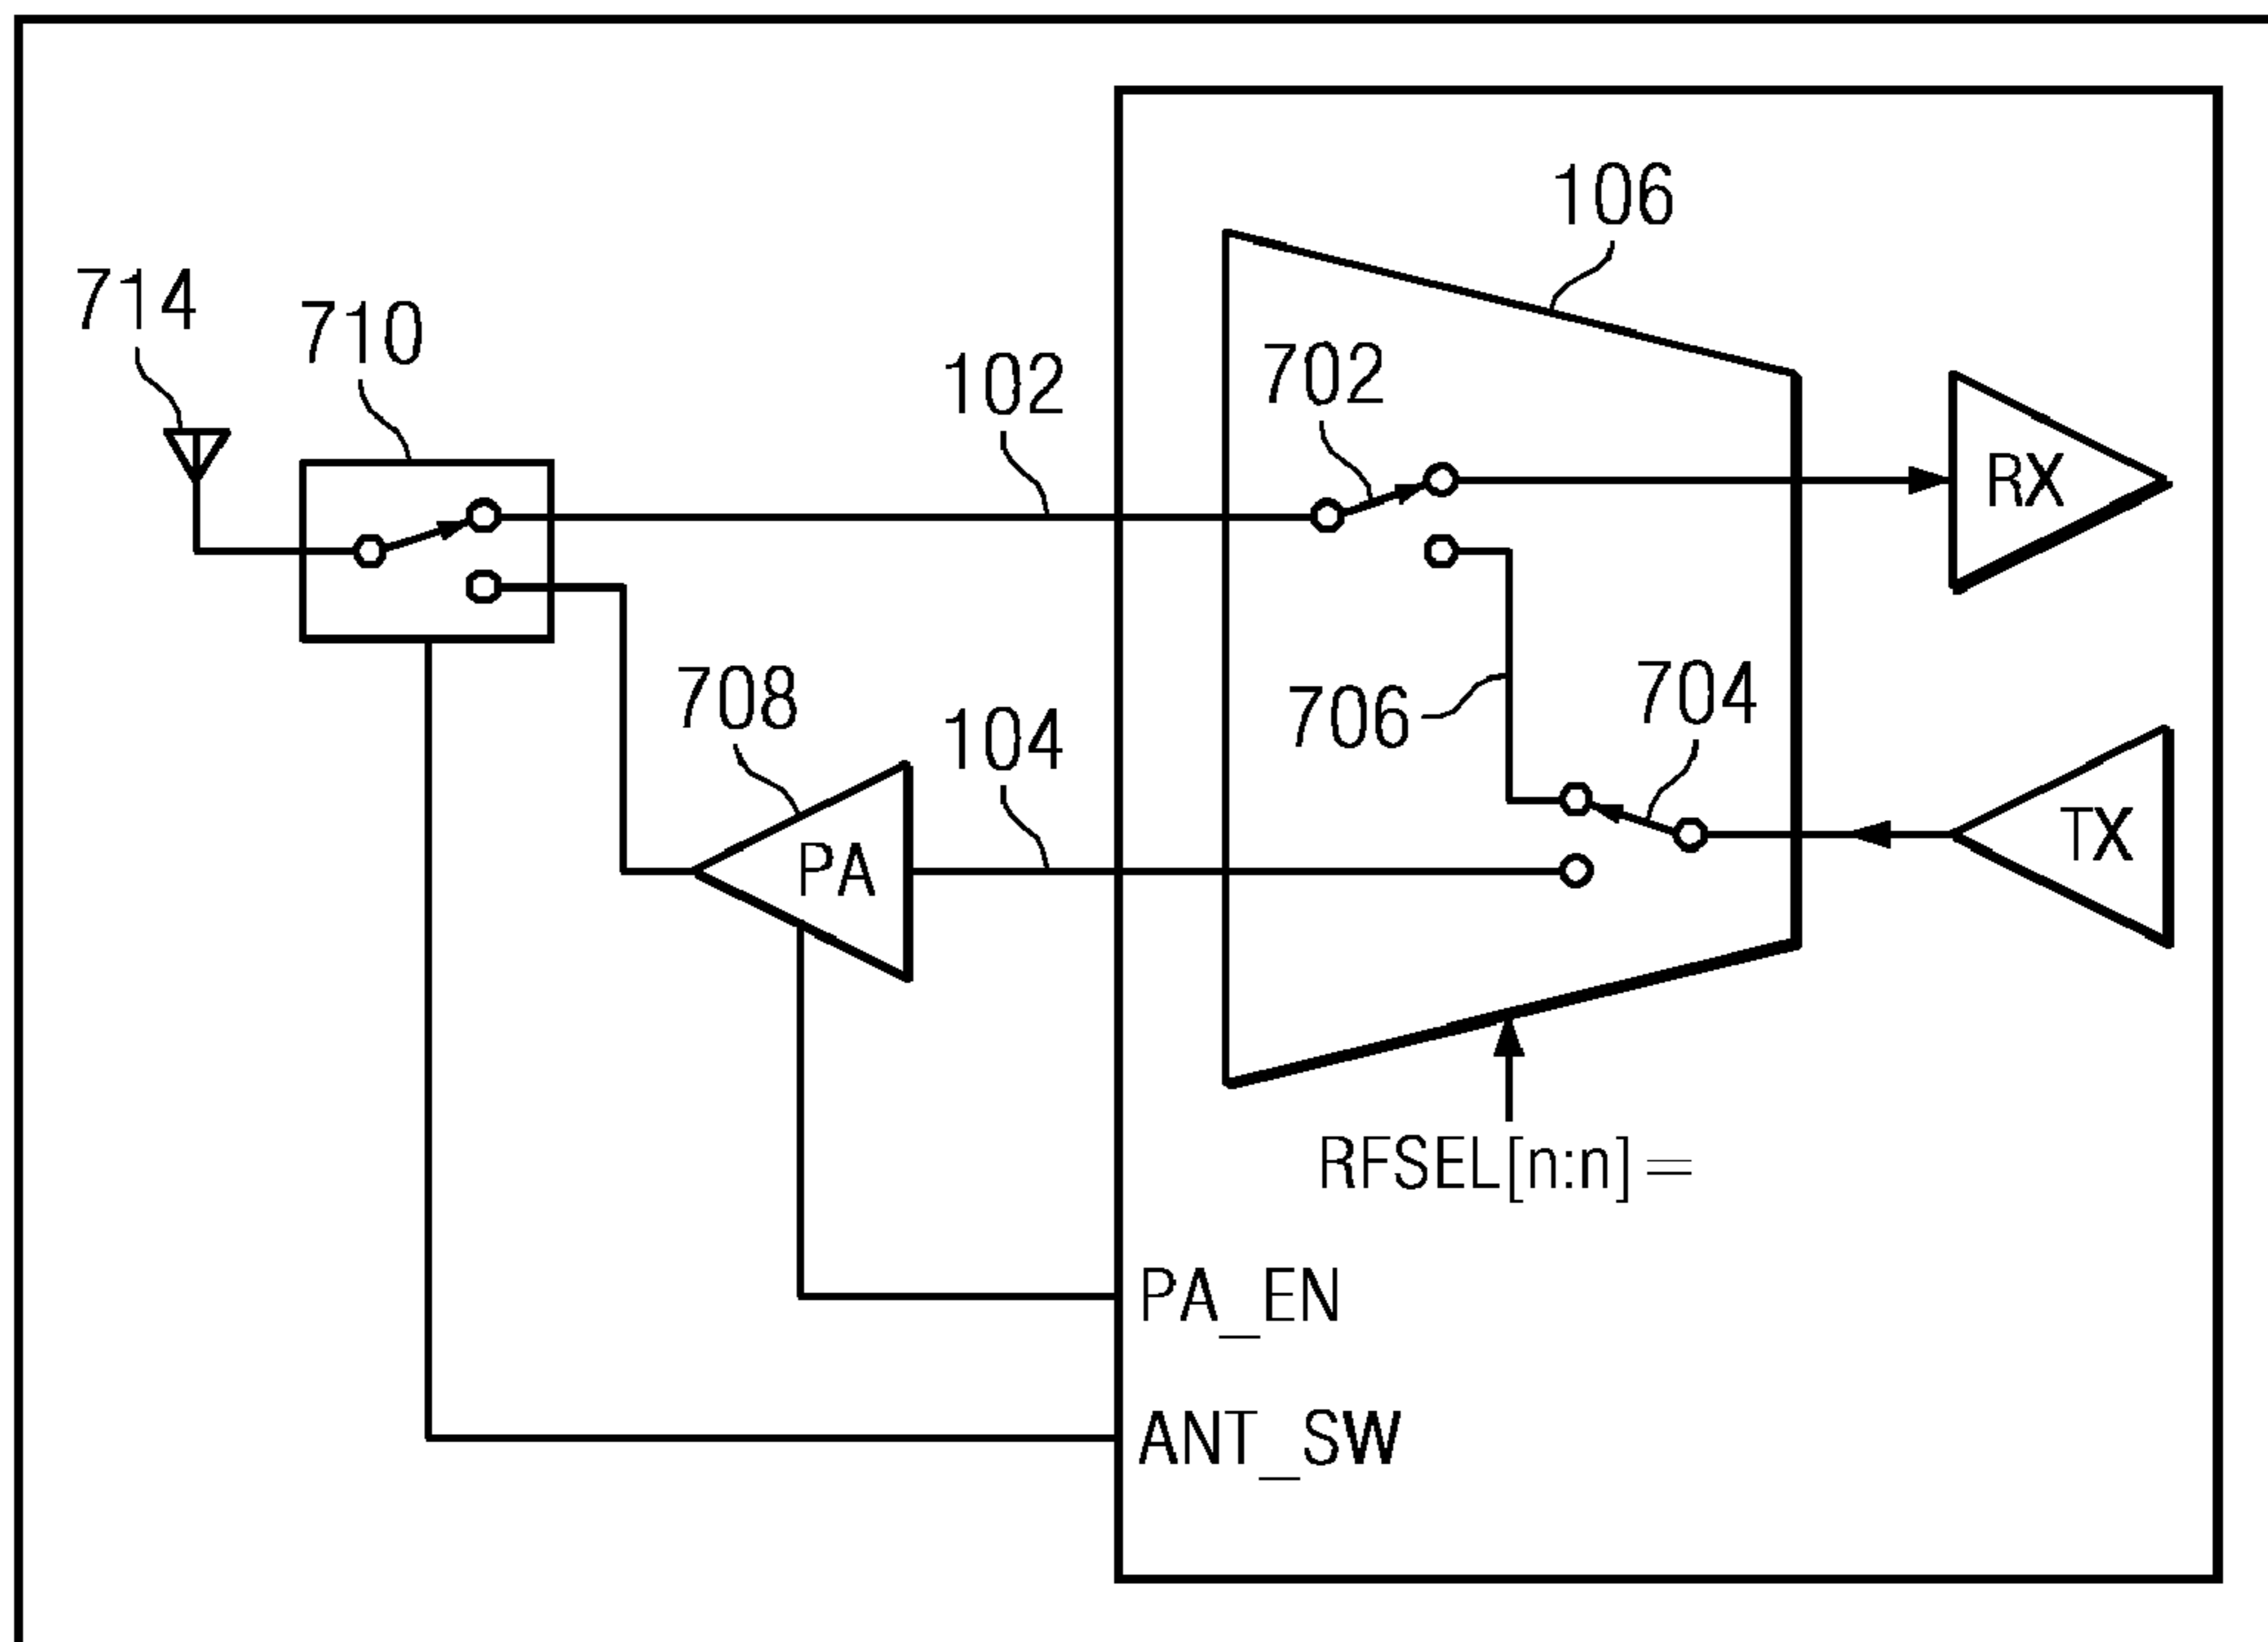 106
714
710
102
702
RX
708
104
706
704
PA
TX
RFSEL[n:n]=
PA_EN
ANT_SW